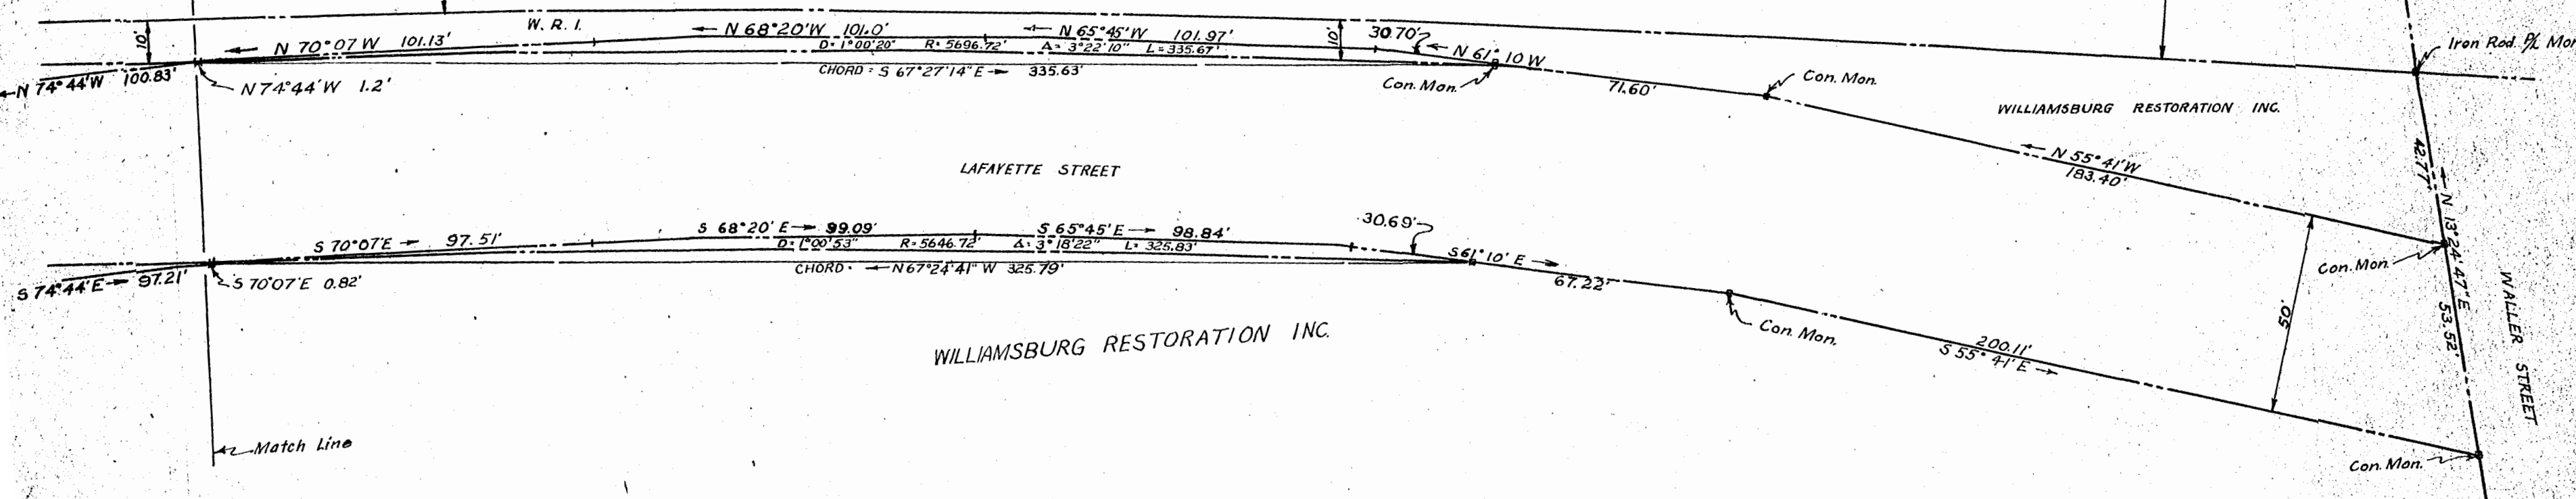 10'
N 70°07'W 101.13'
W. R. I.
N 68°20'W 101.0'
N 65°45'W 101.97'
D= 1°00'20" R= 5696.72' Δ= 3°22'10" L= 335.67'
CHORD = S 67°27'14"E 335.63'
10'
30.70'
N 61°10'W
Con. Mon.
71.60'
Con. Mon.
Iron Rod P/L Mon
WILLIAMSBURG RESTORATION INC.
N 74°44'W 100.83'
N 74°44'W 1.2'
N 55°41'W
183.40'
42.77'
LAFAYETTE STREET
S 70°07'E 97.51'
S 68°20'E 99.09'
S 65°45'E 98.84'
D= 1°00'53" R= 5646.72' Δ= 3°18'22" L= 325.83'
CHORD = N 67°24'41"W 325.79'
30.69'
S 61°10'E
67.22'
S 74°44'E 97.21'
S 70°07'E 0.82'
Con. Mon.
200.11'
S 55°41'E
50'
Con. Mon.
N 13°24'47"E
53.52'
WALLER STREET
WILLIAMSBURG RESTORATION INC.
Match Line
Con. Mon.